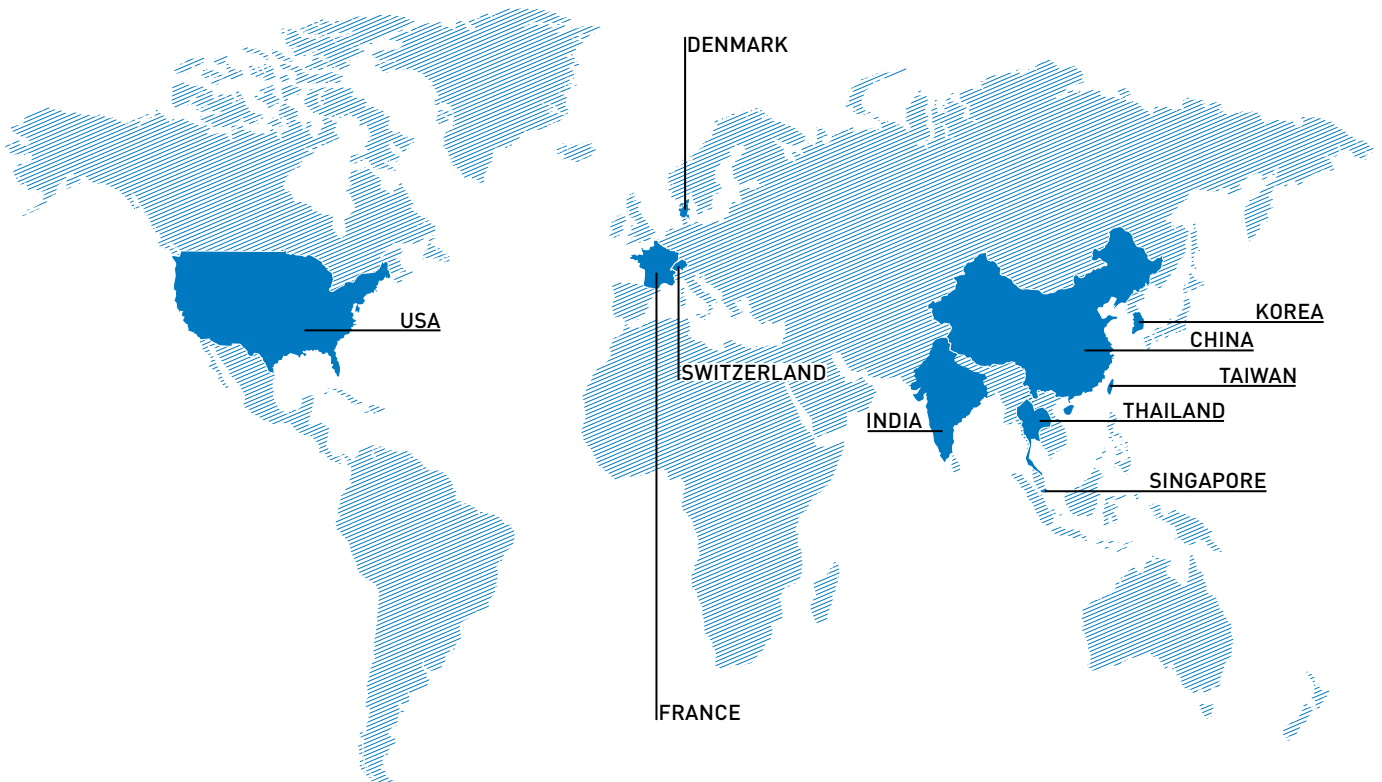 DENMARK
USA
KOREA
CHINA
SWITZERLAND
TAIWAN
THAILAND
INDIA
SINGAPORE
FRANCE